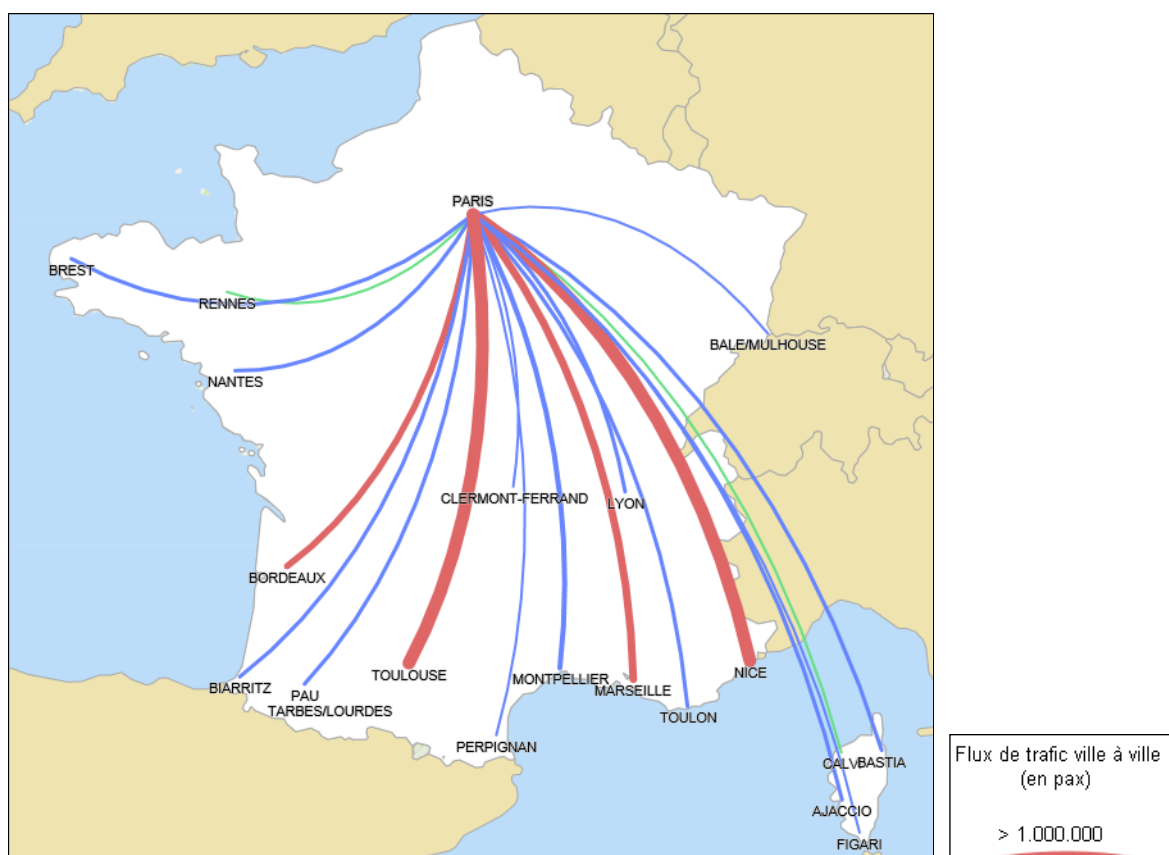 PARIS
BREST
RENNES
BALE/MULHOUSE
NANTES
CLERMONT-FERRAND
LYON
BORDEAUX
TOULOUSE
NICE
MONTPELLIER
MARSEILLE
BIARRITZ
PAU
TARBES/LOURDES
TOULON
PERPIGNAN
CALVI
BASTIA
AJACCIO
FIGARI
Flux de trafic ville à ville
(en pax)
> 1.000.000